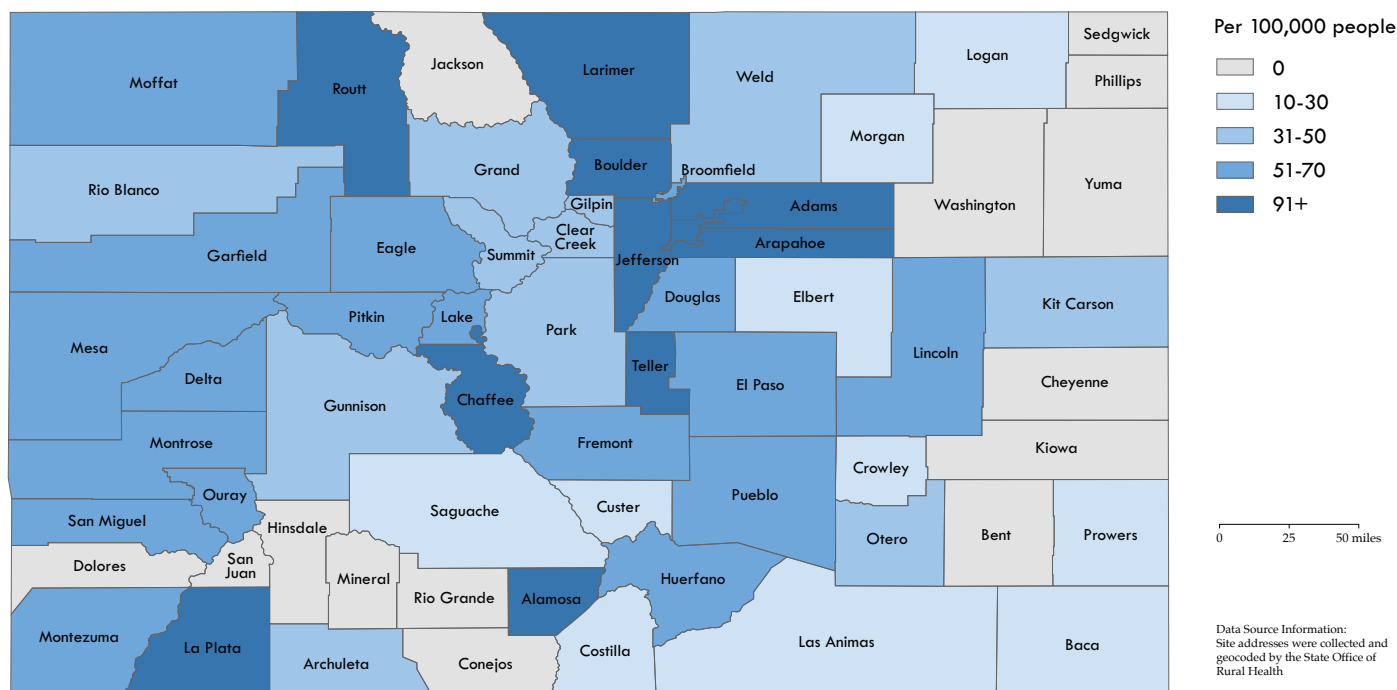 Per 100,000 people
0
10-30
31-50
51-70
91+
Sedgwick
Logan
Jackson
Larimer
Weld
Moffat
Phillips
Routt
Morgan
Boulder
Grand
Broomfield
Yuma
Rio Blanco
Gilpin
Adams
Washington
Clear
Creek
Arapahoe
Eagle
Summit
Garfield
Jefferson
Douglas
Elbert
Kit Carson
Pitkin
Lake
Park
Mesa
Lincoln
Teller
Delta
El Paso
Cheyenne
Chaffee
Gunnison
Montrose
Fremont
Kiowa
Crowley
Ouray
Pueblo
Custer
Saguache
San Miguel
Hinsdale
Otero
Bent
Prowers
0 25 50 miles
Dolores
San
Juan
Mineral
Huerfano
Rio Grande
Alamosa
Montezuma
La Plata
Las Animas
Baca
Costilla
Archuleta
Conejos
Data Source Information:
Site addresses were collected and
geocoded by the State Office of
Rural Health